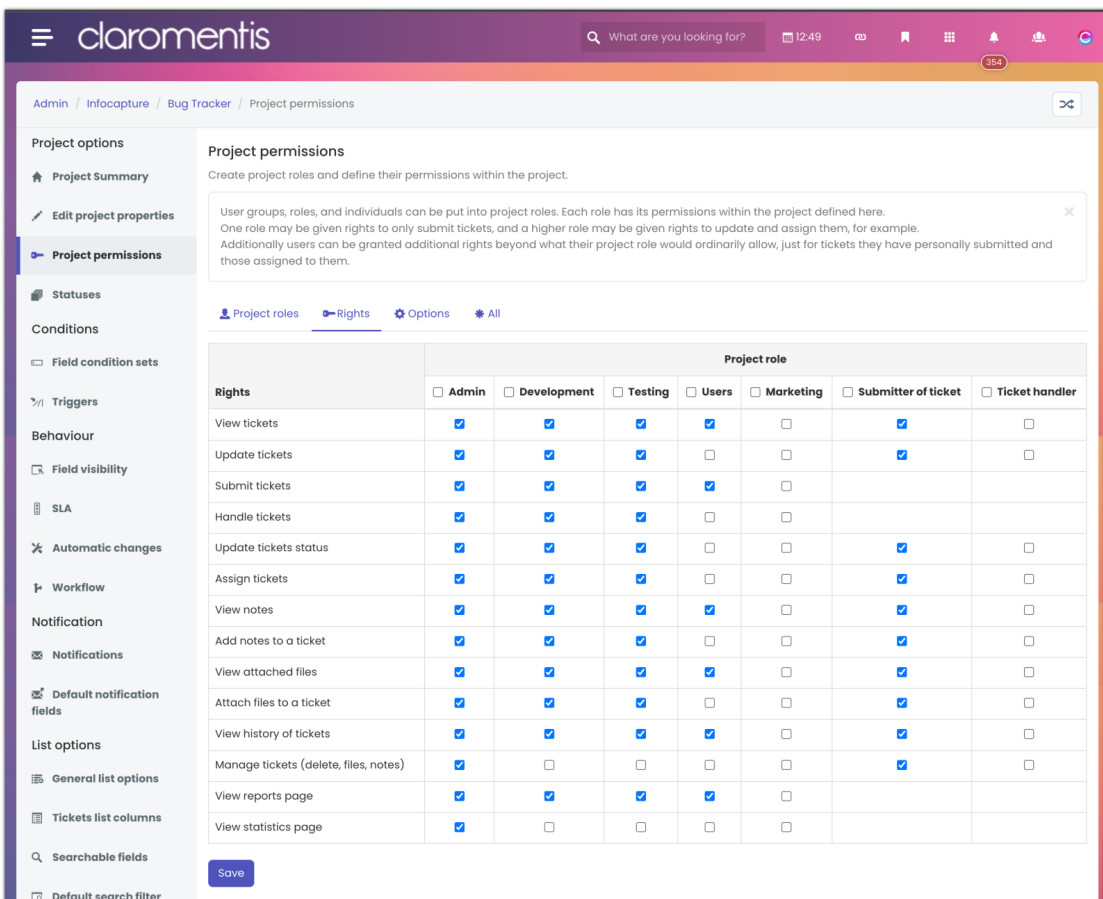 claromentis
What are you looking for?
12:49
354
Admin / Infocapture / Bug Tracker / Project permissions
Project options
Project Summary
Edit project properties
Project permissions
Statuses
Conditions
Field condition sets
Triggers
Behaviour
Field visibility
SLA
Automatic changes
Workflow
Notification
Notifications
Default notification
fields
List options
General list options
Tickets list columns
Searchable fields
Default search filter
Project permissions
Create project roles and define their permissions within the project.
User groups, roles, and individuals can be put into project roles. Each role has its permissions within the project defined here.
One role may be given rights to only submit tickets, and a higher role may be given rights to update and assign them, for example.
Additionally users can be granted additional rights beyond what their project role would ordinarily allow, just for tickets they have personally submitted and
those assigned to them.
Project roles Rights Options All
Project role
Rights Admin Development Testing Users Marketing Submitter of ticket Ticket handler
View tickets
Update tickets
Submit tickets
Handle tickets
Update tickets status
Assign tickets
View notes
Add notes to a ticket
View attached files
Attach files to a ticket
View history of tickets
Manage tickets (delete, files, notes)
View reports page
View statistics page
Save